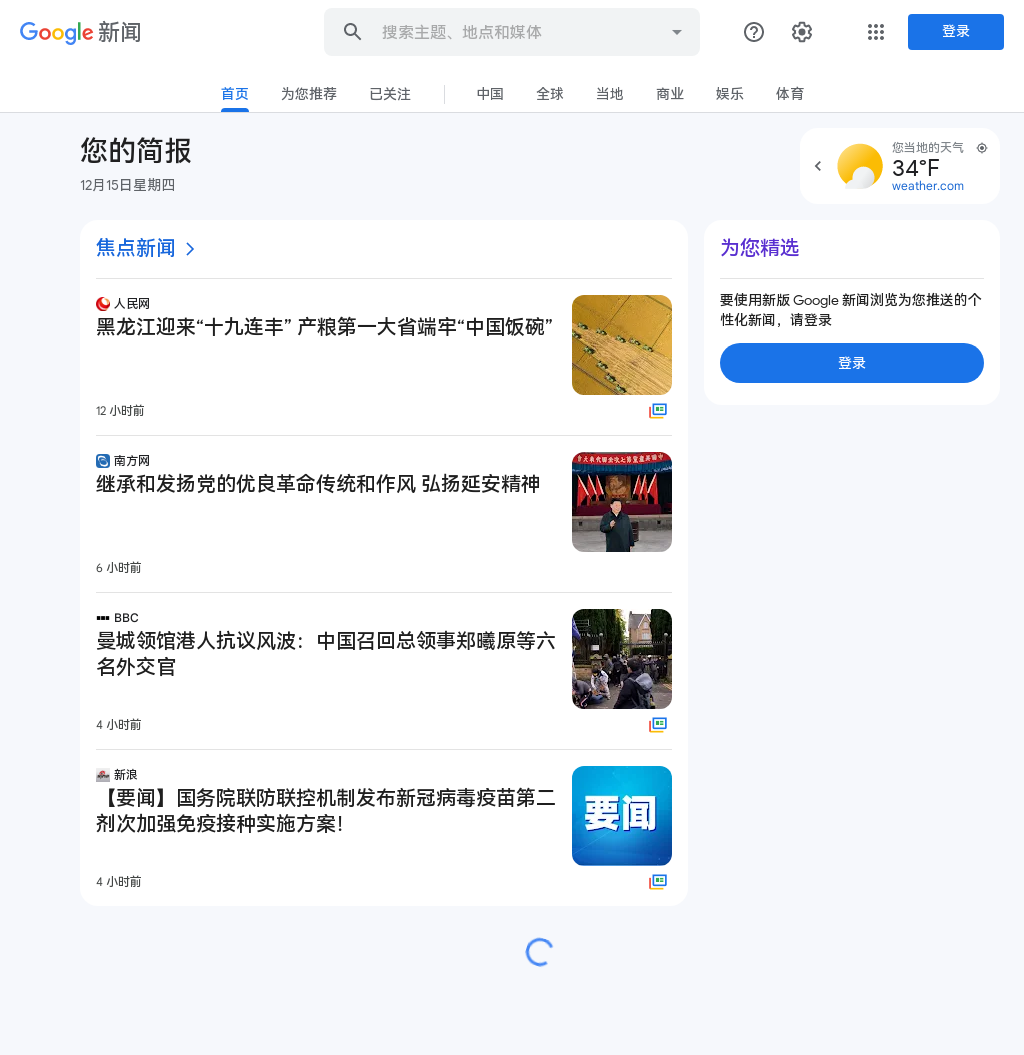 Google 新闻
搜索主题、地点和媒体
登录
首页
为您推荐
已关注
中国
全球
当地
商业
娱乐
体育
您的简报
12月15日星期四
您当地的天气
34°F
weather.com
焦点新闻
人民网
黑龙江迎来“十九连丰” 产粮第一大省端牢“中国饭碗”
12 小时前
南方网
继承和发扬党的优良革命传统和作风 弘扬延安精神
6 小时前
BBC
曼城领馆港人抗议风波：中国召回总领事郑曦原等六
名外交官
4 小时前
新浪
【要闻】国务院联防联控机制发布新冠病毒疫苗第二
剂次加强免疫接种实施方案！
要闻
4 小时前
为您精选
要使用新版 Google 新闻浏览为您推送的个
性化新闻，请登录
登录